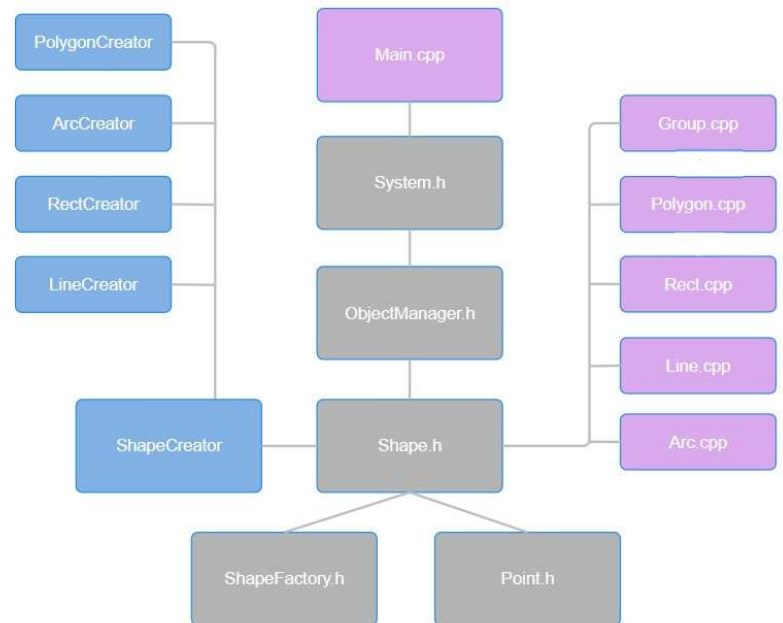 PolygonCreator
ArcCreator
RectCreator
LineCreator
ShapeCreator
Main.cpp
System.h
ObjectManager.h
Shape.h
ShapeFactory.h
Point.h
Group.cpp
Polygon.cpp
Rect.cpp
Line.cpp
Arc.cpp